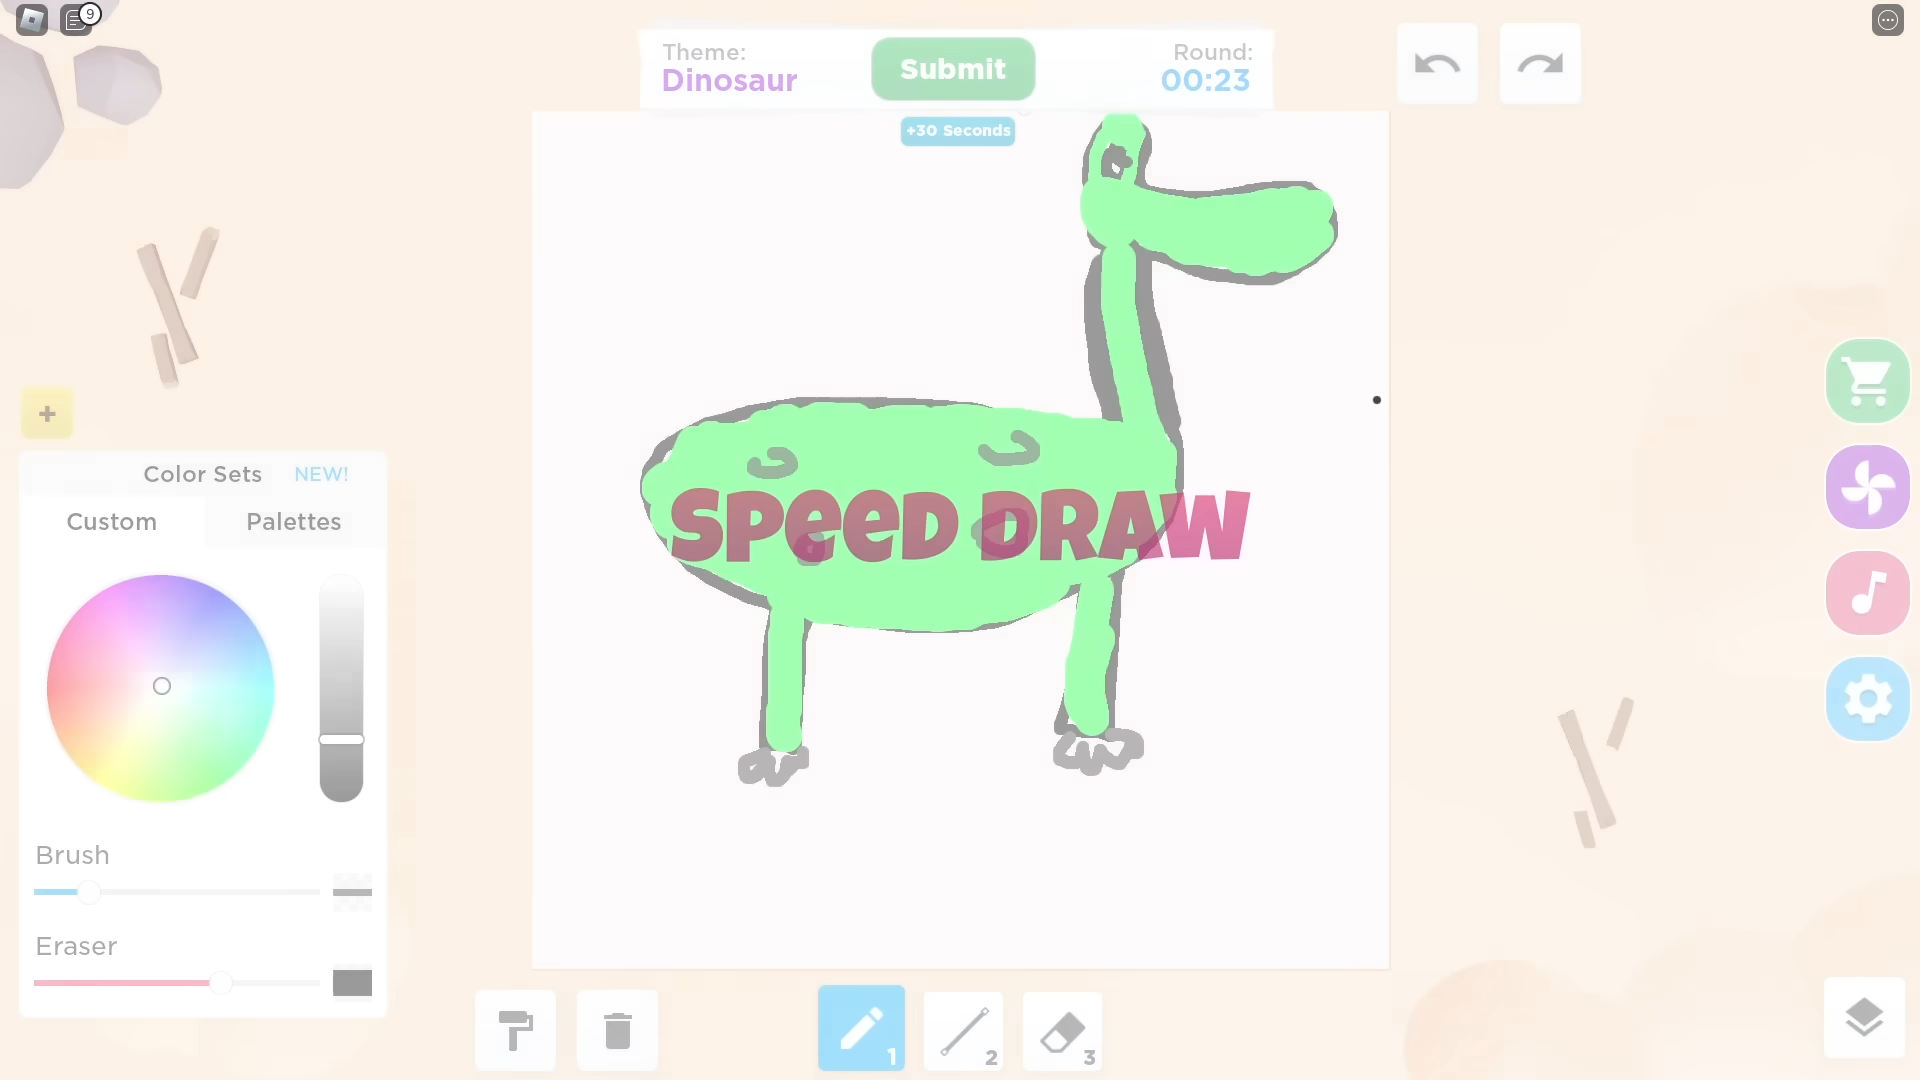 9
Theme:
Dinosaur
Submit
Round:
00:23
+30 Seconds
+
Color Sets NEW!
Custom Palettes
SPEED DRAW
Brush
Eraser
1
2
3